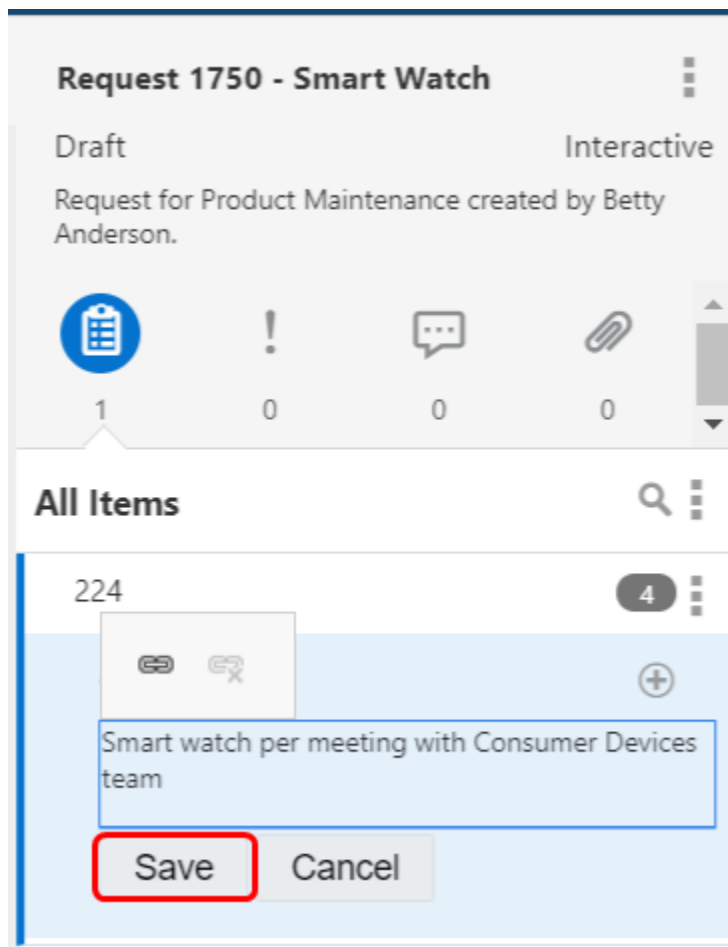 Request 1750 - Smart Watch
Draft Interactive
Request for Product Maintenance created by Betty
Anderson.
1 0 0 0
All Items
224 4
Smart watch per meeting with Consumer Devices
team
Save Cancel